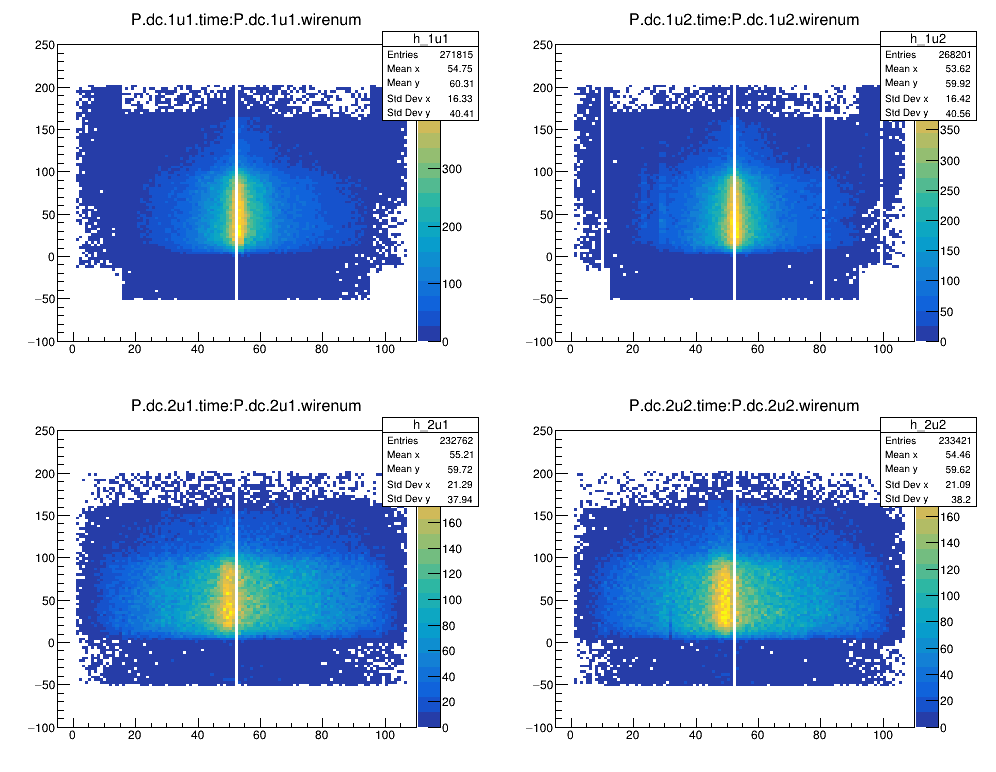 P.dc.1u1.time:P.dc.1u1.wirenum
h_1u1
Entries 271815
Mean x 54.75
Mean y 60.31
Std Dev x 16.33
Std Dev y 40.41
250
200
150
100
50
0
−50
−100
0 20 40 60 80 100
300
200
100
0
P.dc.1u2.time:P.dc.1u2.wirenum
h_1u2
Entries 268201
Mean x 53.62
Mean y 59.92
Std Dev x 16.42
Std Dev y 40.56
250
200
150
100
50
0
−50
−100
0 20 40 60 80 100
350
300
250
200
150
100
50
0
P.dc.2u1.time:P.dc.2u1.wirenum
h_2u1
Entries 232762
Mean x 55.21
Mean y 59.72
Std Dev x 21.29
Std Dev y 37.94
250
200
150
100
50
0
−50
−100
0 20 40 60 80 100
160
140
120
100
80
60
40
20
0
P.dc.2u2.time:P.dc.2u2.wirenum
h_2u2
Entries 233421
Mean x 54.46
Mean y 59.62
Std Dev x 21.09
Std Dev y 38.2
250
200
150
100
50
0
−50
−100
0 20 40 60 80 100
160
140
120
100
80
60
40
20
0